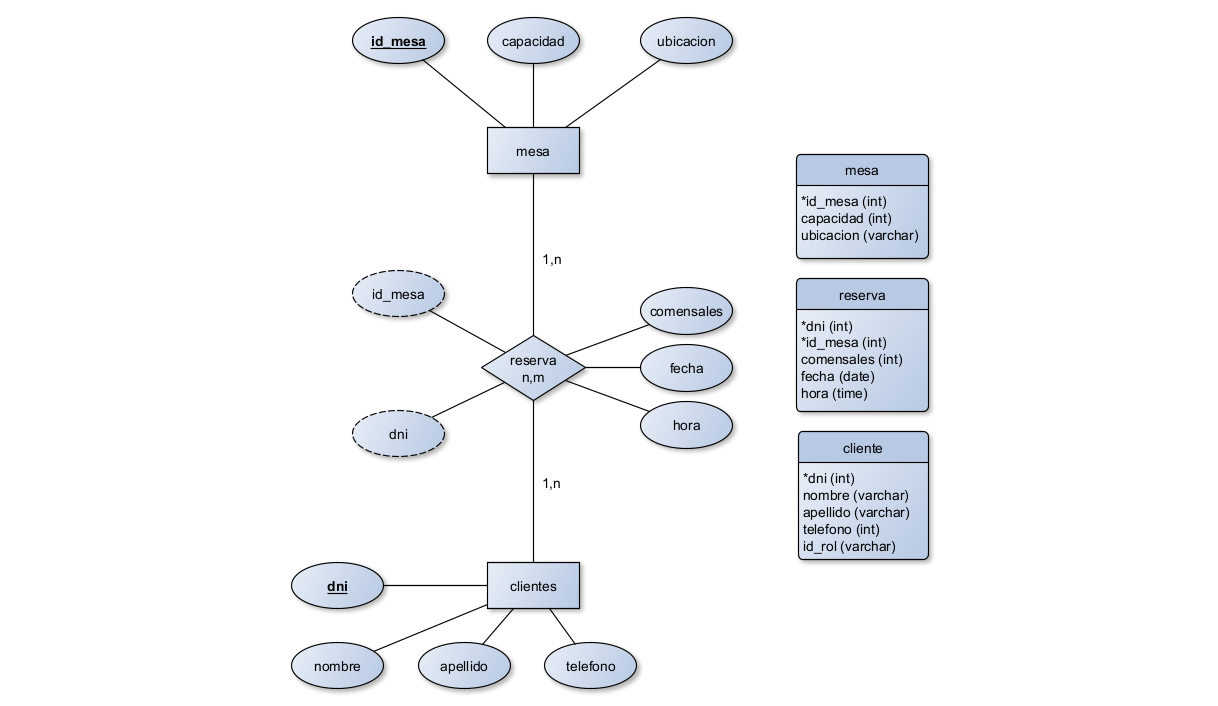 id_mesa
capacidad
ubicacion
mesa
1,n
id_mesa
dni
reserva
n,m
comensales
fecha
hora
1,n
clientes
dni
nombre
apellido
telefono
mesa
*id_mesa (int)
capacidad (int)
ubicacion (varchar)
reserva
*dni (int)
*id_mesa (int)
comensales (int)
fecha (date)
hora (time)
cliente
*dni (int)
nombre (varchar)
apellido (varchar)
telefono (int)
id_rol (varchar)